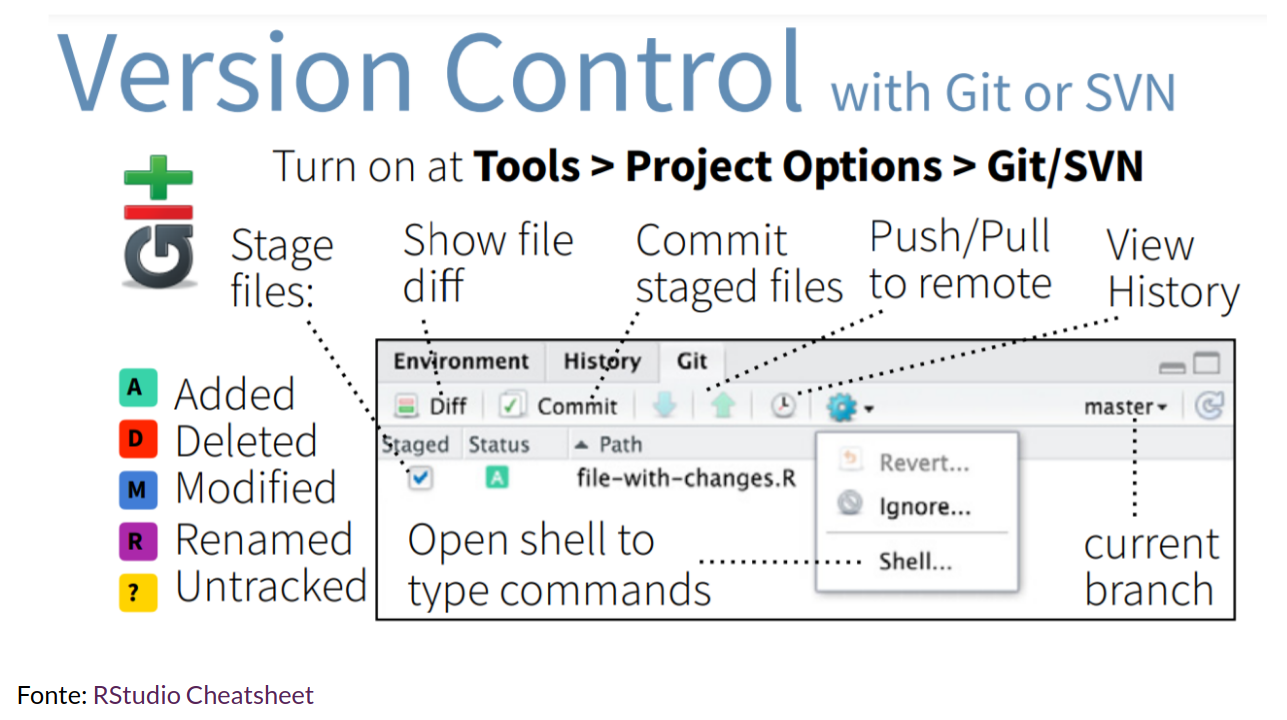 Version Control with Git or SVN
Turn on at Tools > Project Options > Git/SVN
Git
Stage
files:
Show file
diff
Commit
staged files
Push/Pull
to remote
View
History
A Added
D Deleted
M Modified
R Renamed
? Untracked
Environment History Git
Diff Commit master
Staged Status Path
A file-with-changes.R
Revert...
Ignore...
Shell...
Open shell to
type commands
current
branch
Fonte: RStudio Cheatsheet